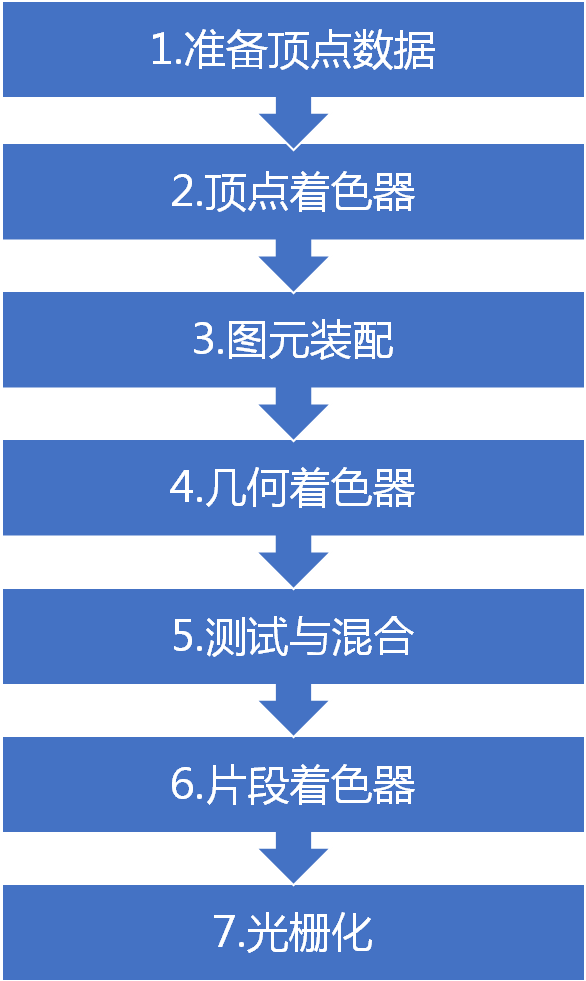 1.准备顶点数据
2.顶点着色器
3.图元装配
4.几何着色器
5.测试与混合
6.片段着色器
7.光栅化